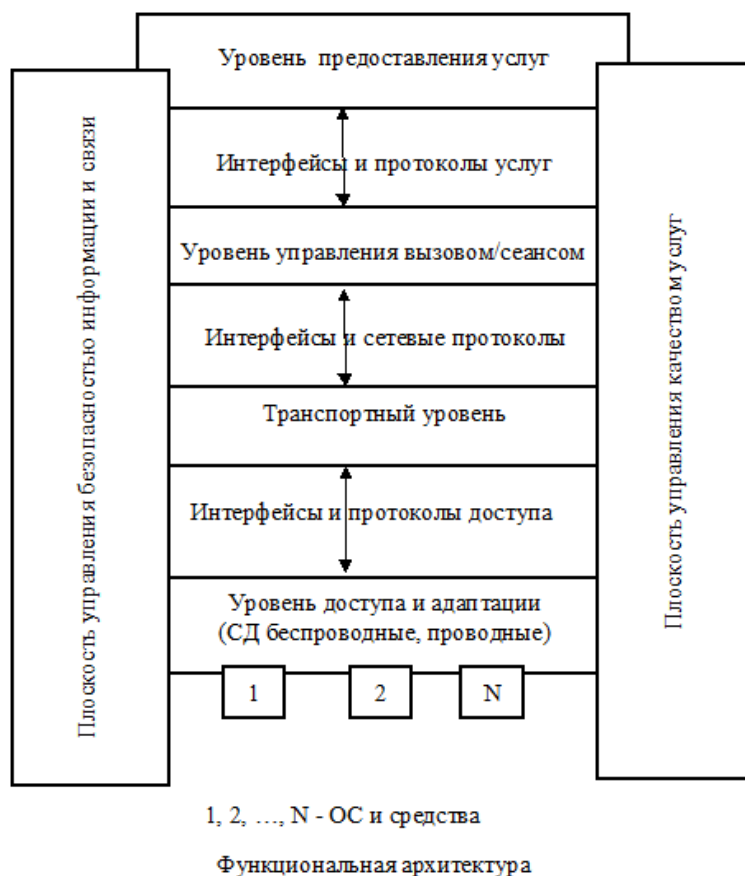 Уровень предоставления услуг
Плоскость управления безопасностью информации и связи
Интерфейсы и протоколы услуг
Уровень управления вызовом/сеансом
Интерфейсы и сетевые протоколы
Транспортный уровень
Интерфейсы и протоколы доступа
Уровень доступа и адаптации
(СД беспроводные, проводные)
1
2
N
Плоскость управления качеством услуг
1, 2, …, N - ОС и средства
Функциональная архитектура